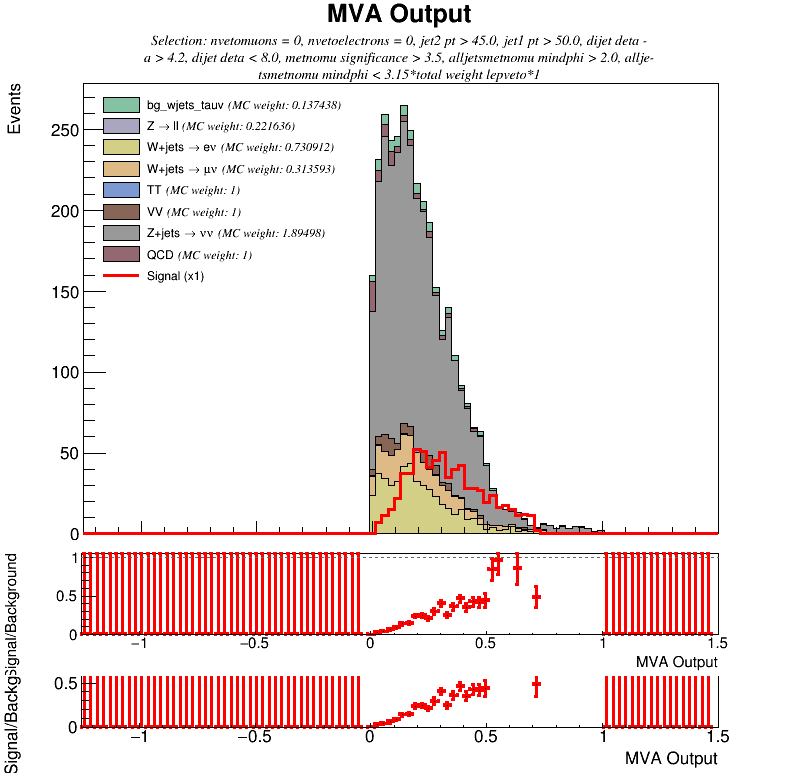 MVA Output
Selection: nvetomuons = 0, nvetoelectrons = 0, jet2 pt > 45.0, jet1 pt > 50.0, dijet deta -
a > 4.2, dijet deta < 8.0, metnomu significance > 3.5, alljetsmetnomu mindphi > 2.0, allje-
tsmetnomu mindphi < 3.15*total weight lepveto*1
Events
bg_wjets_tauv (MC weight: 0.137438)
Z → ll (MC weight: 0.221636)
W+jets → eν (MC weight: 0.730912)
W+jets → μν (MC weight: 0.313593)
TT (MC weight: 1)
VV (MC weight: 1)
Z+jets → νν (MC weight: 1.89498)
QCD (MC weight: 1)
Signal (x1)
250
200
150
100
50
0
Signal/Background
1
0.5
0
−1 −0.5 0 0.5 1 1.5
MVA Output
Signal/Backg
0.5
0
−1 −0.5 0 0.5 1 1.5
MVA Output